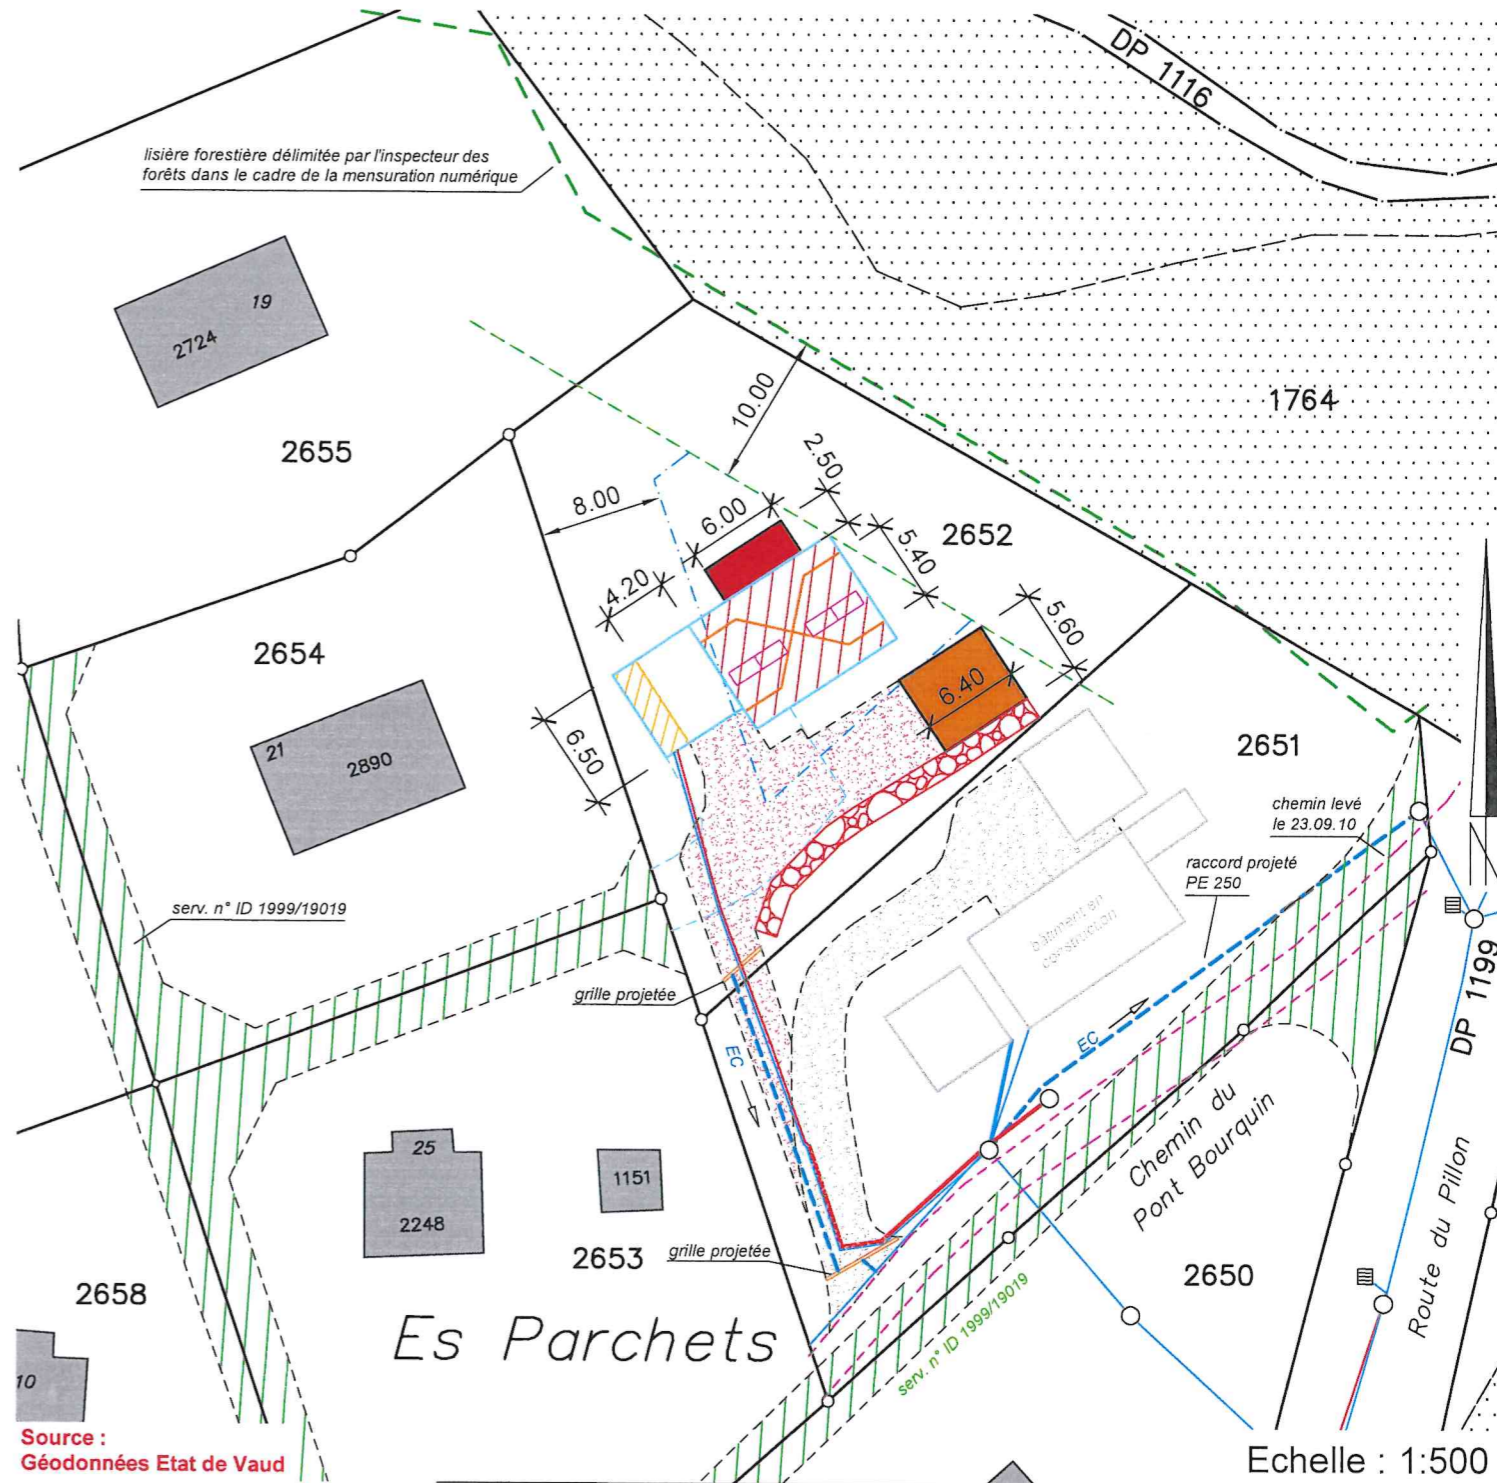 DP 1116
lisière forestière délimitée par l'inspecteur des
forêts dans le cadre de la mensuration numérique
19
2724
1764
2655
10.00
2.50
8.00
6.00
2652
5.40
4.20
5.60
2654
6.40
6.50
2651
21
2890
chemin levé
le 23.09.10
raccord projeté
PE 250
serv. n° ID 1999/19019
bâtiment en
construction
grille projetée
DP 1199
EC
EC
Chemin du
Pont Bourquin
25
1151
2248
2653
grille projetée
2650
Route du Pillon
2658
Es Parchets
serv. n° ID 1999/19019
10
Source :
Géodonnées Etat de Vaud
Echelle : 1:500